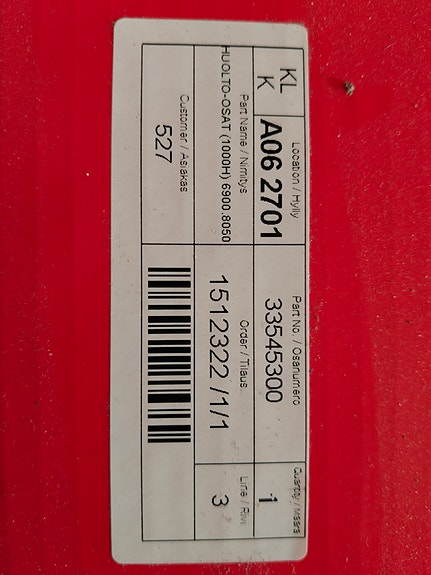 KL
K
Location / Hylly
A06 2701
Part No. / Osanumero
33545300
Quantity / Määrä
1
Part Name / Nimitys
HUOLTO-OSAT (1000H) 6900.8050
Order / Tilaus
1512322 /1/1
Line / Rivi
3
Customer / Asiakas
527